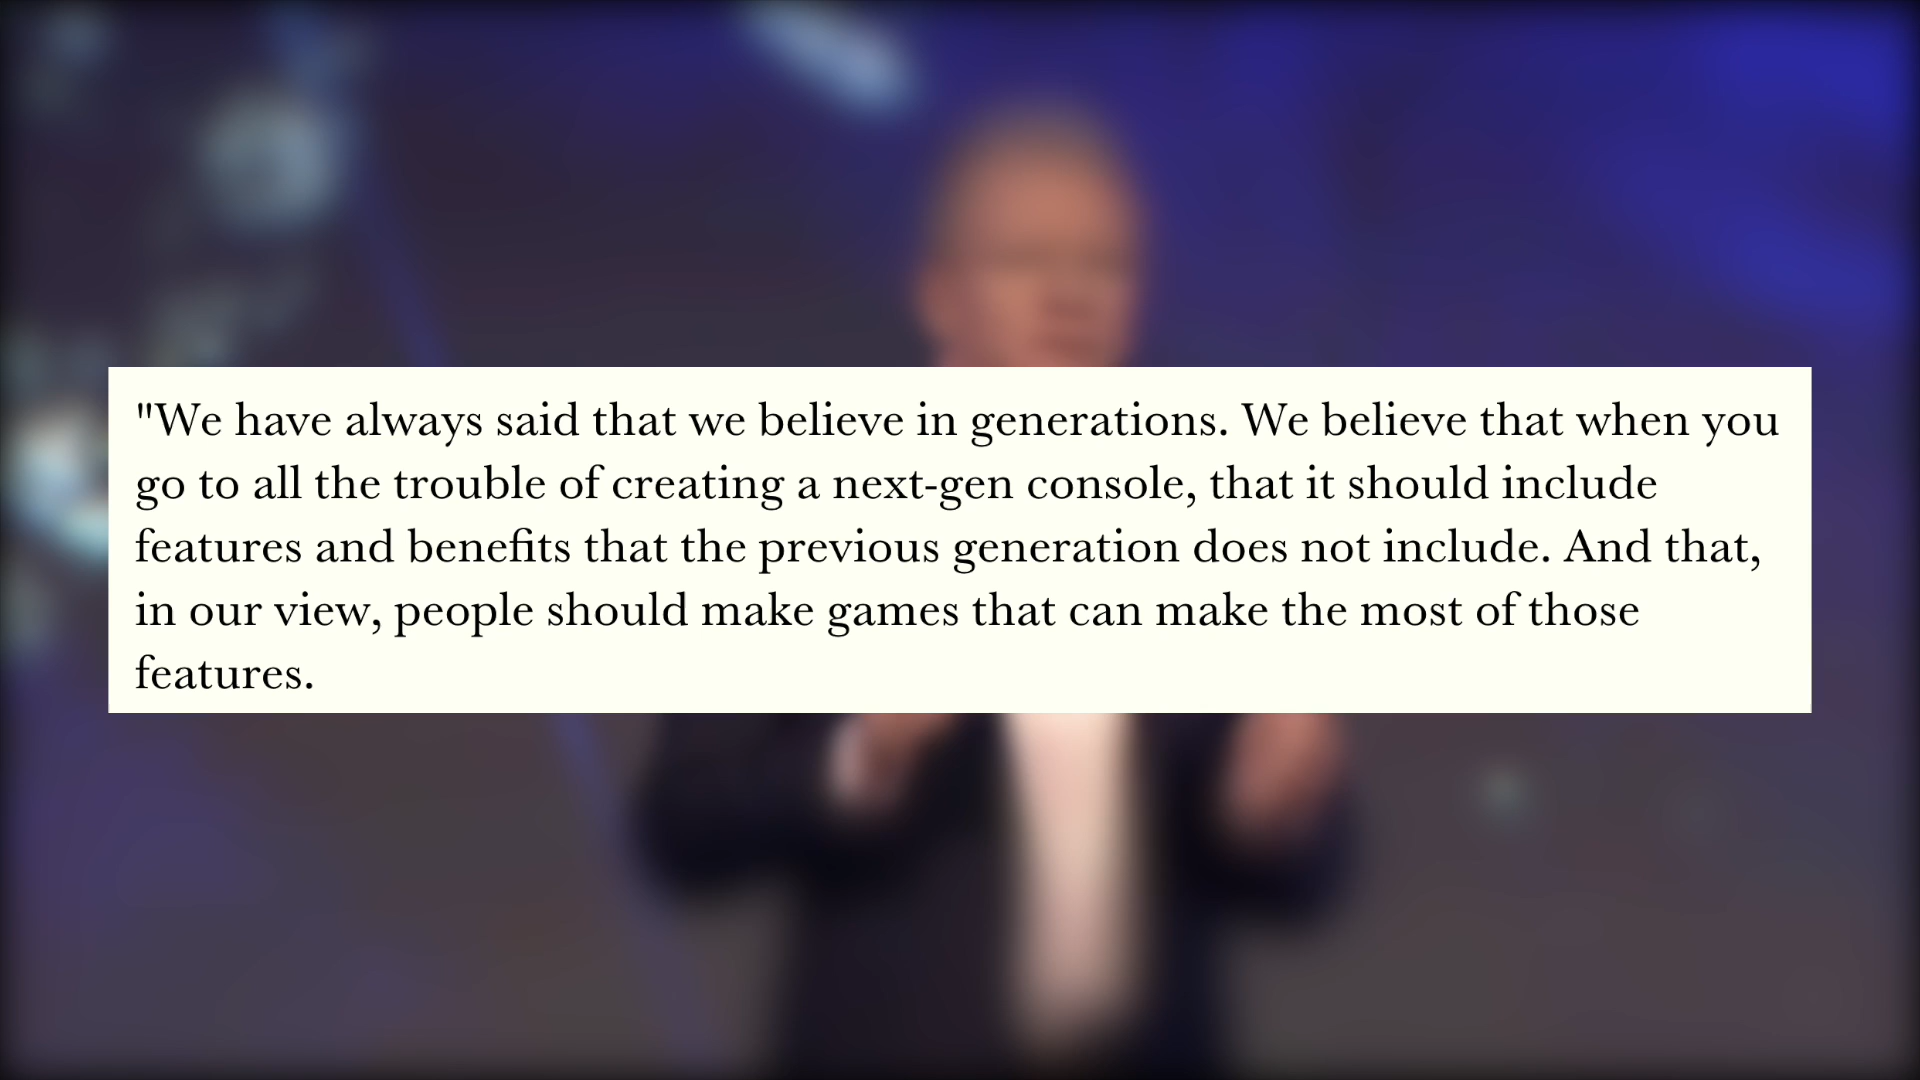 "We have always said that we believe in generations. We believe that when you
go to all the trouble of creating a next-gen console, that it should include
features and benefits that the previous generation does not include. And that,
in our view, people should make games that can make the most of those
features.